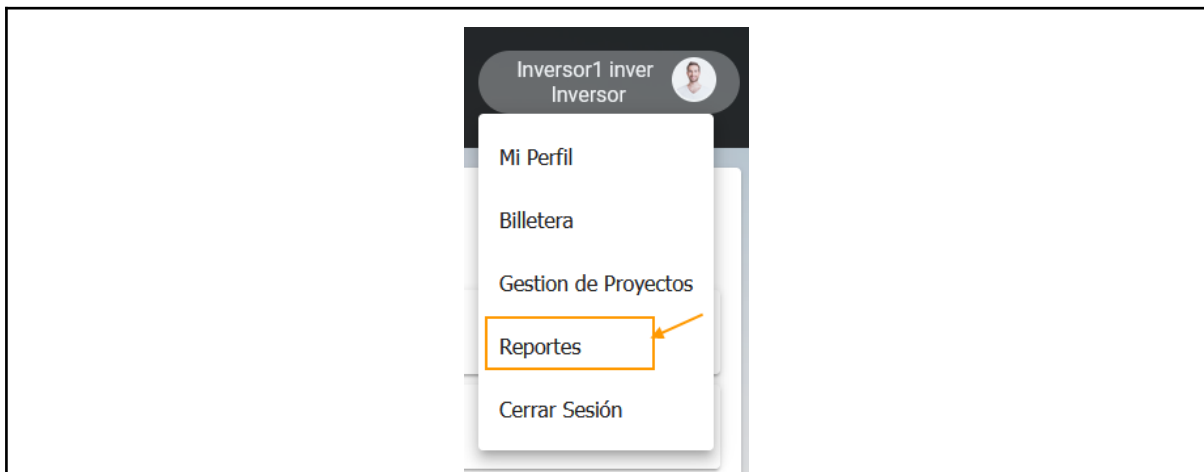 Inversor1 inver
Inversor
Mi Perfil
Billetera
Gestion de Proyectos
Reportes
Cerrar Sesión